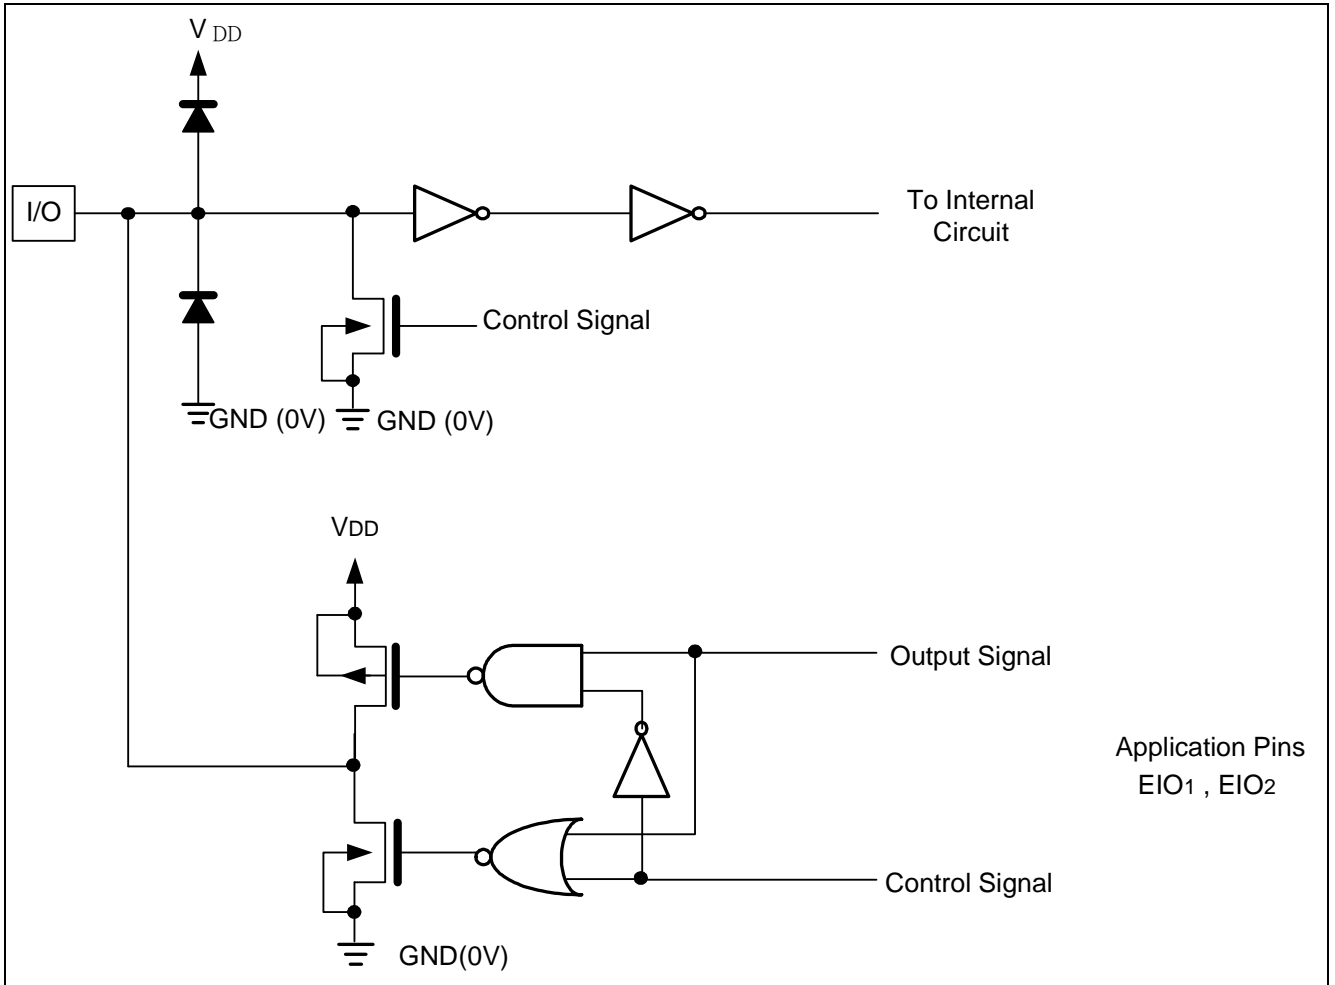 V DD
I/O
To Internal
Circuit
Control Signal
GND (0V)
GND (0V)
VDD
Output Signal
Application Pins
EIO1 , EIO2
Control Signal
GND(0V)